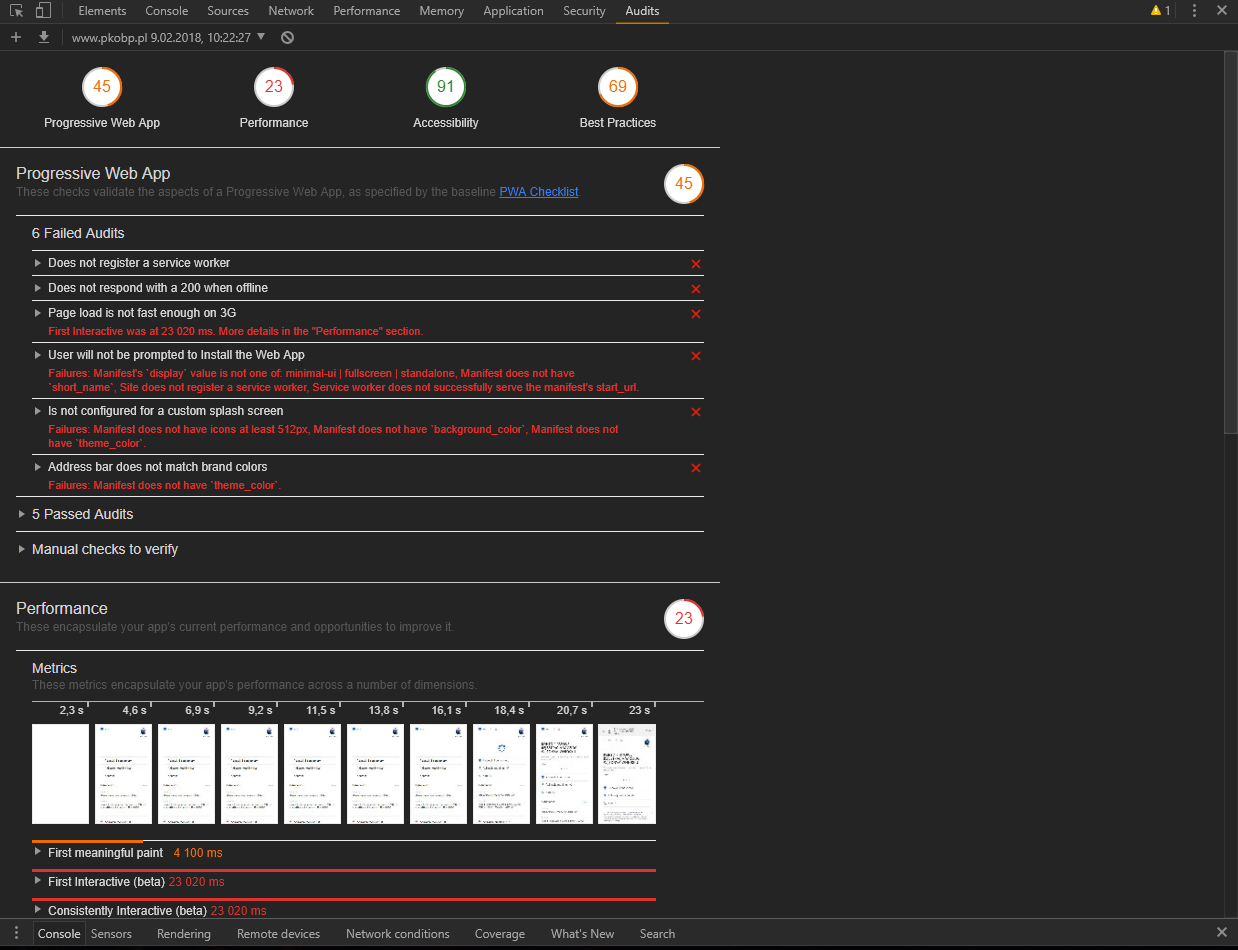 Elements Console Sources Network Performance Memory Application Security Audits 1
www.pkobp.pl 9.02.2018, 10:22:27
45 23 91 69
Progressive Web App Performance Accessibility Best Practices
Progressive Web App
45
These checks validate the aspects of a Progressive Web App, as specified by the baseline PWA Checklist.
6 Failed Audits
Does not register a service worker
Does not respond with a 200 when offline
Page load is not fast enough on 3G
First Interactive was at 23 020 ms. More details in the "Performance" section.
User will not be prompted to Install the Web App
Failures: Manifest's `display` value is not one of: minimal-ui | fullscreen | standalone, Manifest does not have
`short_name`, Site does not register a service worker, Service worker does not successfully serve the manifest's start_url.
Is not configured for a custom splash screen
Failures: Manifest does not have icons at least 512px, Manifest does not have `background_color`, Manifest does not
have `theme_color`.
Address bar does not match brand colors
Failures: Manifest does not have `theme_color`.
5 Passed Audits
Manual checks to verify
Performance
23
These encapsulate your app's current performance and opportunities to improve it.
Metrics
These metrics encapsulate your app's performance across a number of dimensions.
2,3 s 4,6 s 6,9 s 9,2 s 11,5 s 13,8 s 16,1 s 18,4 s 20,7 s 23 s
First meaningful paint 4 100 ms
First Interactive (beta) 23 020 ms
Consistently Interactive (beta) 23 020 ms
Console Sensors Rendering Remote devices Network conditions Coverage What's New Search